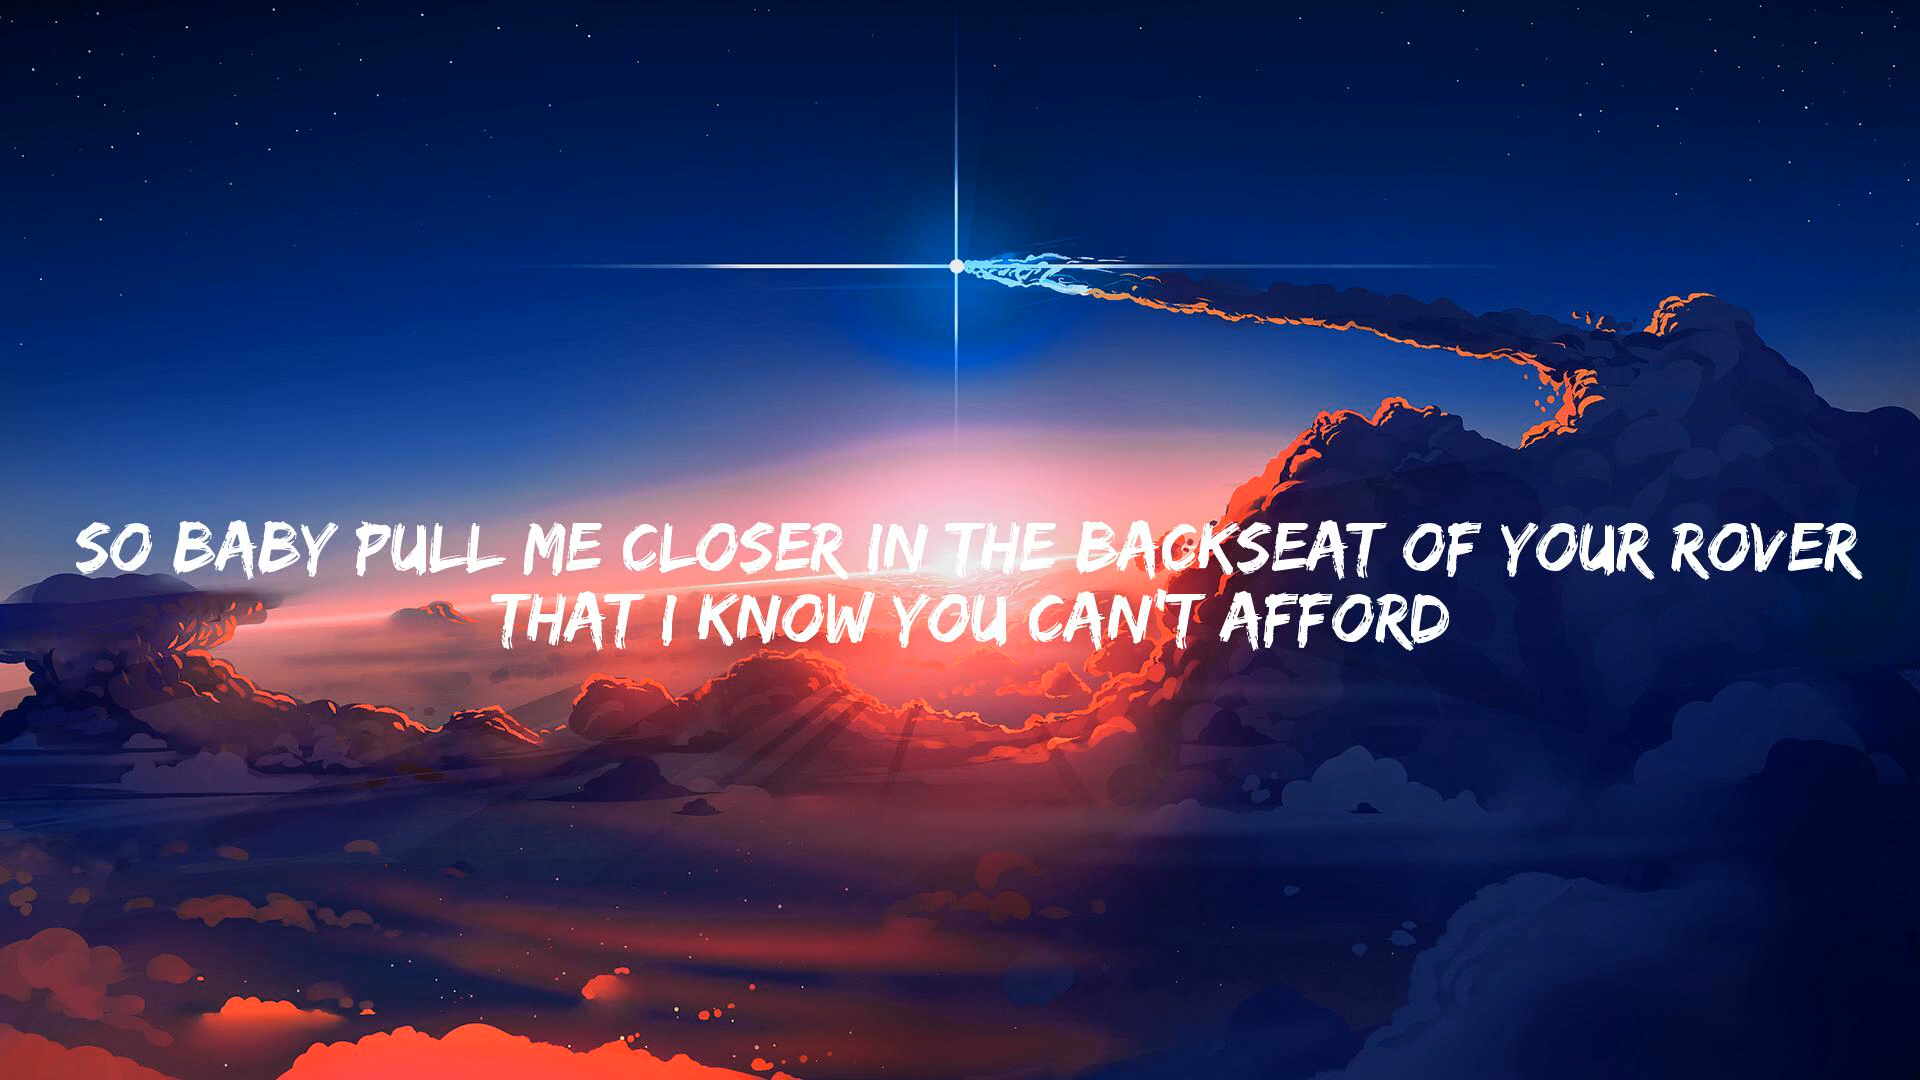 SO BABY PULL ME CLOSER IN THE BACKSEAT OF YOUR ROVER
THAT I KNOW YOU CAN'T AFFORD